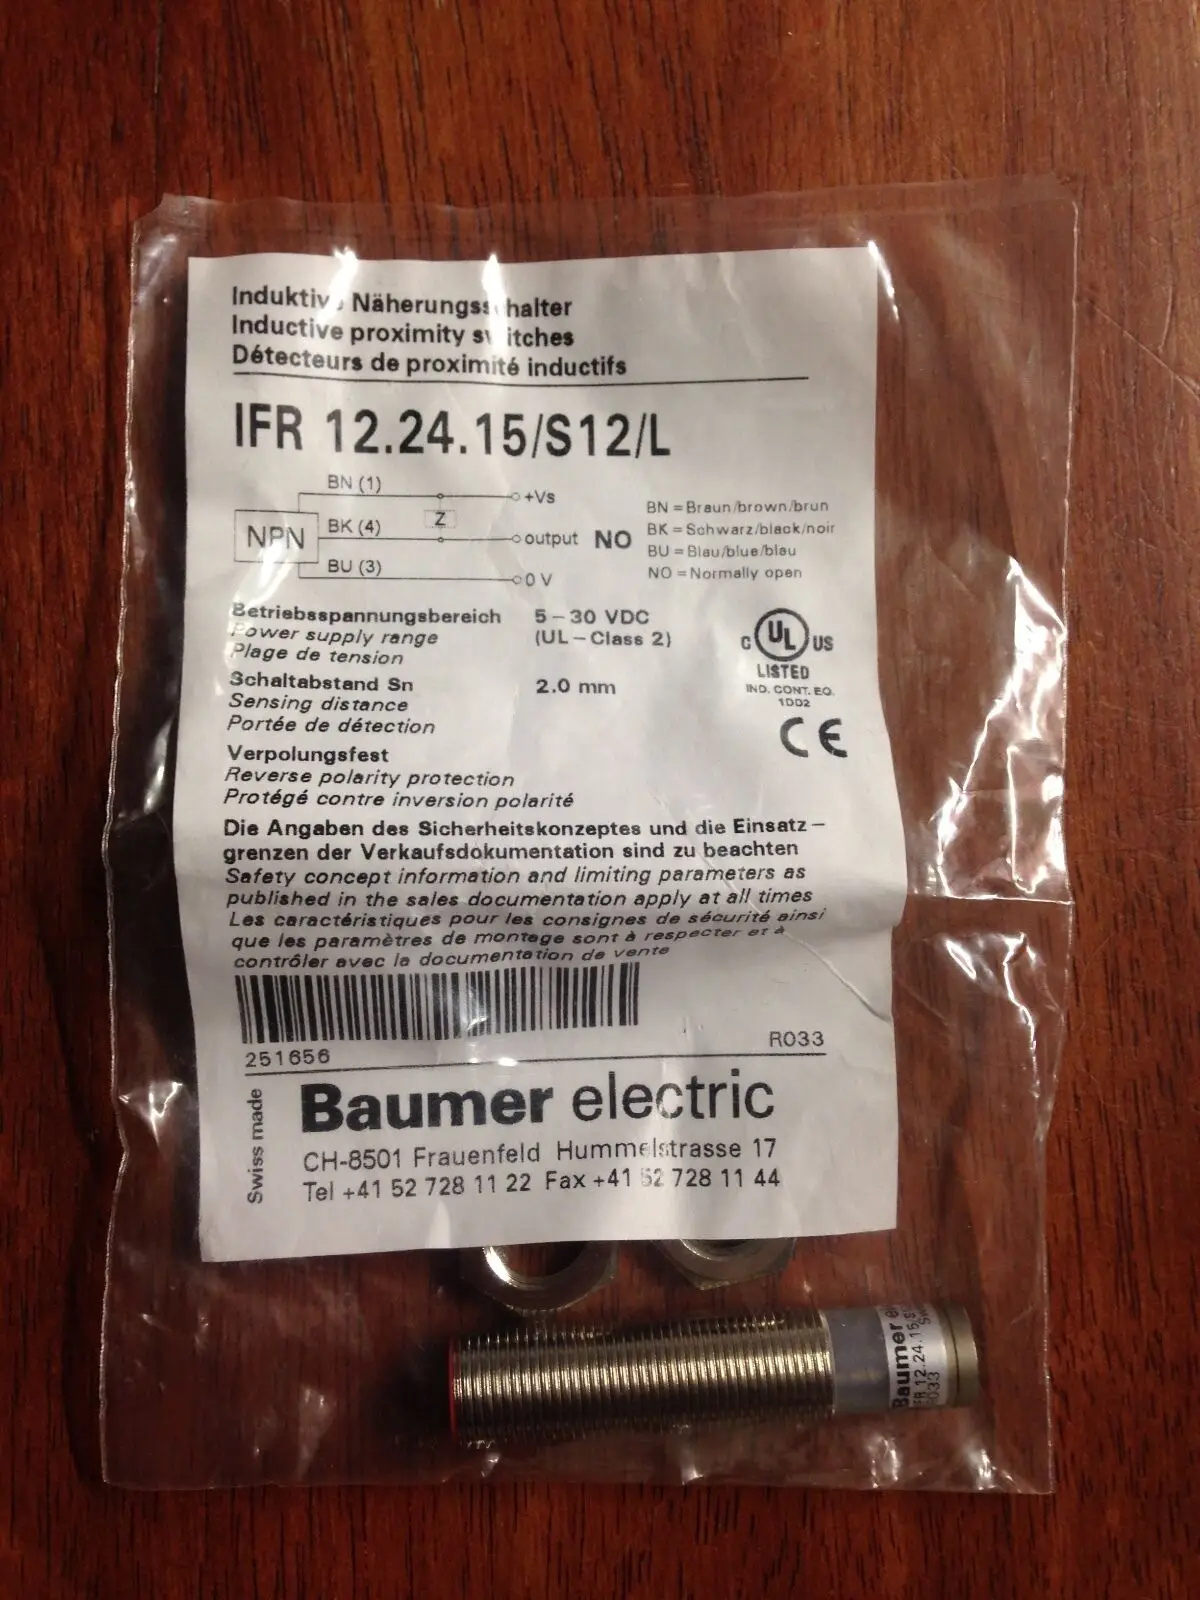 Induktive Näherungsschalter
Inductive proximity switches
Détecteurs de proximité inductifs
IFR 12.24.15/S12/L
BN (1) +Vs
NPN BK (4) Z output NO
BU (3) 0 V
BN = Braun/brown/brun
BK = Schwarz/black/noir
BU = Blau/blue/blau
NO = Normally open
Betriebsspannungsbereich 5 – 30 VDC
Power supply range (UL – Class 2)
Plage de tension
Schaltabstand Sn 2.0 mm
Sensing distance
Portée de détection
C UL US
LISTED
IND. CONT. EQ.
1DD2
CE
Verpolungsfest
Reverse polarity protection
Protégé contre inversion polarité
Die Angaben des Sicherheitskonzeptes und die Einsatz–
grenzen der Verkaufsdokumentation sind zu beachten
Safety concept information and limiting parameters as
published in the sales documentation apply at all times
Les caractéristiques pour les consignes de sécurité ainsi
que les paramètres de montage sont à respecter et à
contrôler avec la documentation de vente
251656 R033
Swiss made
Baumer electric
CH-8501 Frauenfeld Hummelstrasse 17
Tel +41 52 728 11 22 Fax +41 52 728 11 44
Baumer
IFR 12.24.15/S
R033